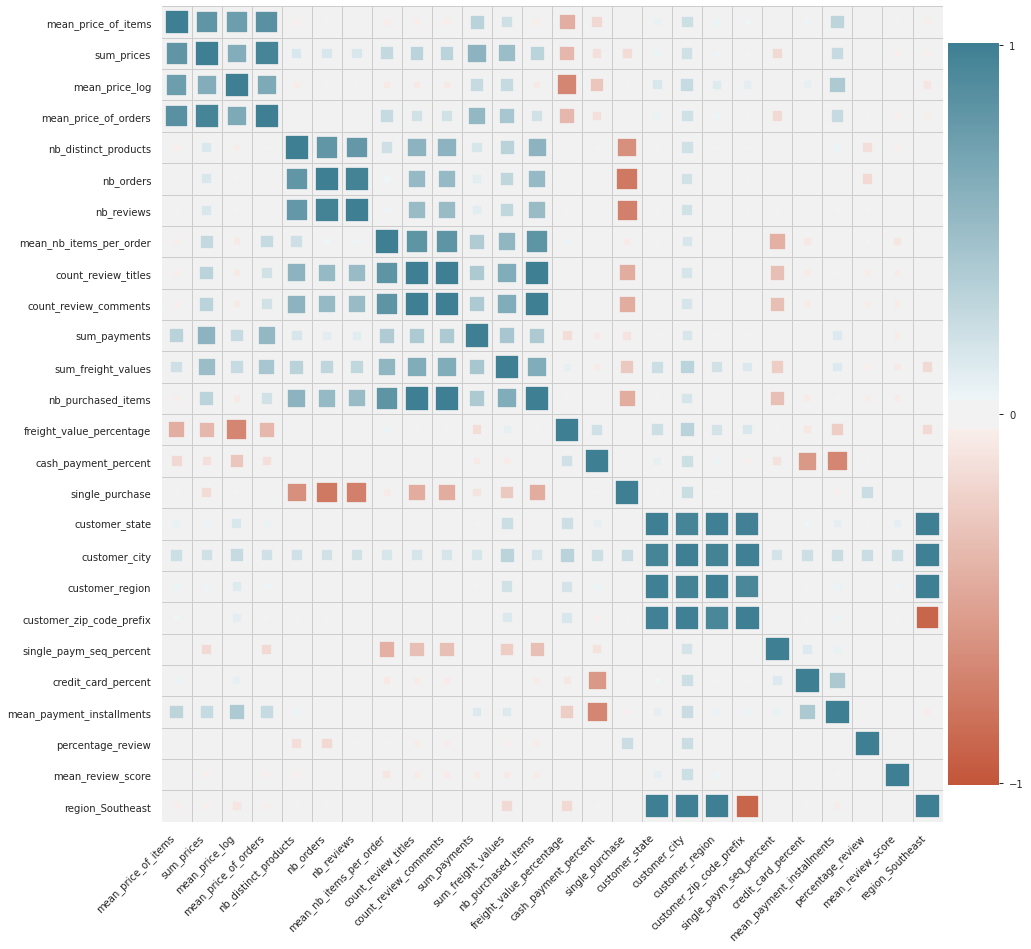 mean_price_of_items
sum_prices
mean_price_log
mean_price_of_orders
nb_distinct_products
nb_orders
nb_reviews
mean_nb_items_per_order
count_review_titles
count_review_comments
sum_payments
sum_freight_values
nb_purchased_items
freight_value_percentage
cash_payment_percent
single_purchase
customer_state
customer_city
customer_region
customer_zip_code_prefix
single_paym_seq_percent
credit_card_percent
mean_payment_installments
percentage_review
mean_review_score
region_Southeast
1
0
−1
mean_price_of_items
sum_prices
mean_price_log
mean_price_of_orders
nb_distinct_products
nb_orders
nb_reviews
mean_nb_items_per_order
count_review_titles
count_review_comments
sum_payments
sum_freight_values
nb_purchased_items
freight_value_percentage
cash_payment_percent
single_purchase
customer_state
customer_city
customer_region
customer_zip_code_prefix
single_paym_seq_percent
credit_card_percent
mean_payment_installments
percentage_review
mean_review_score
region_Southeast